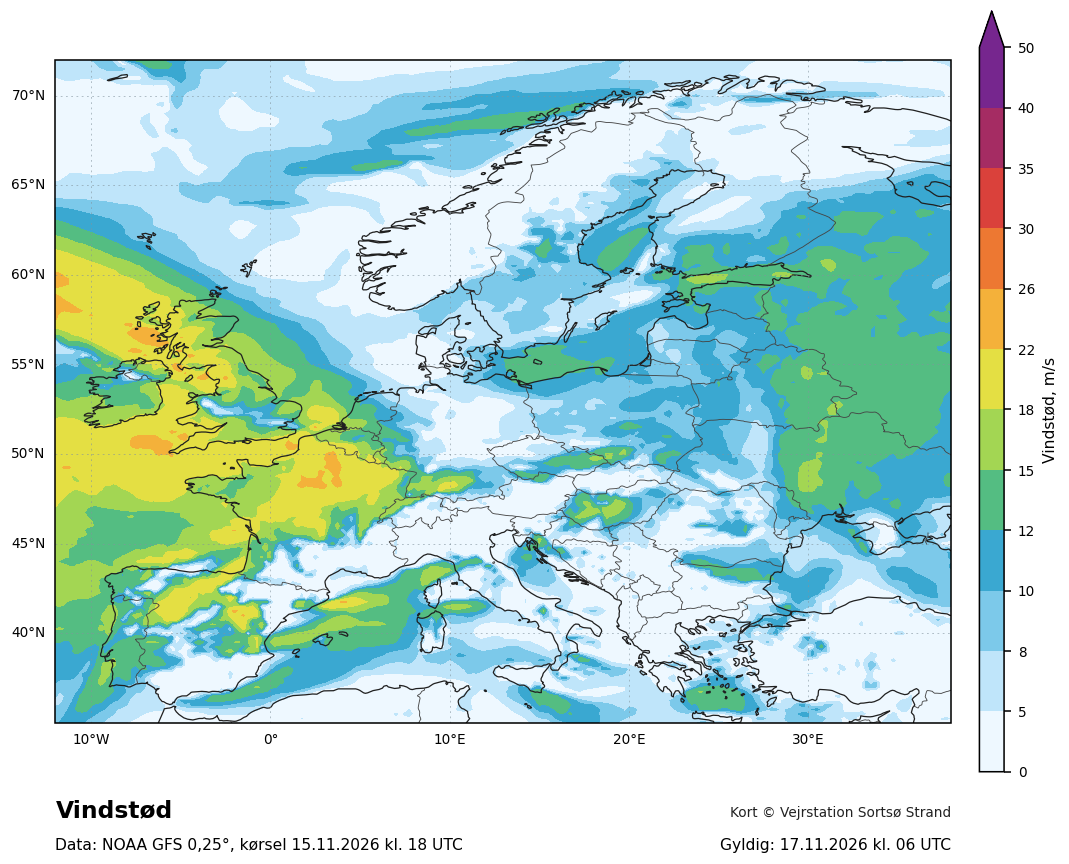 70°N
65°N
60°N
55°N
50°N
45°N
40°N
10°W
0°
10°E
20°E
30°E
50
40
35
30
26
22
18
15
12
10
8
5
0
Vindstød, m/s
Vindstød
Kort © Vejrstation Sortsø Strand
Data: NOAA GFS 0,25°, kørsel 15.11.2026 kl. 18 UTC
Gyldig: 17.11.2026 kl. 06 UTC